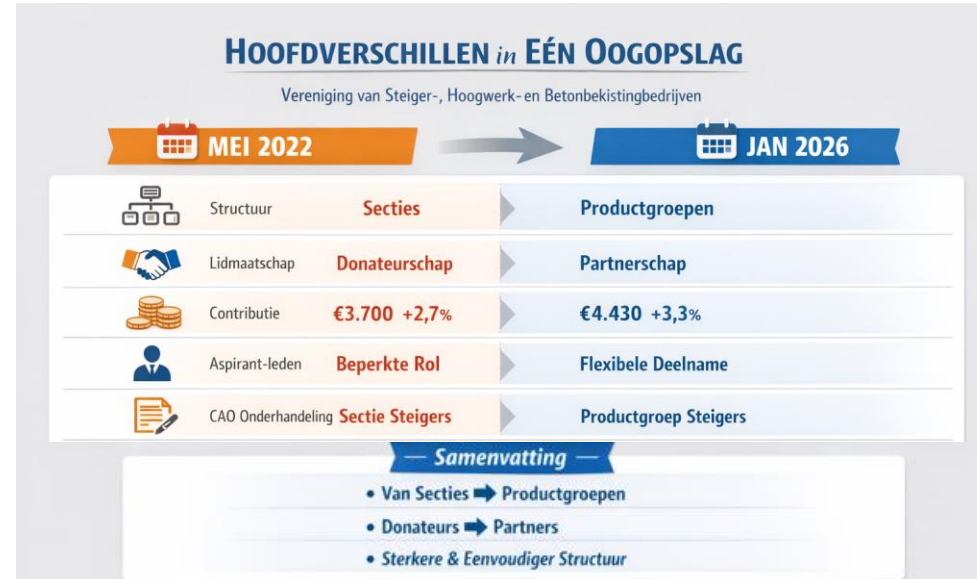 HOOFDVERSCHILLEN in EÉN OOGOPSLAG
Vereniging van Steiger-, Hoogwerk- en Betonbekistingbedrijven
MEI 2022
JAN 2026
Structuur Secties Productgroepen
Lidmaatschap Donateurschap Partnerschap
Contributie €3.700 +2,7% €4.430 +3,3%
Aspirant-leden Beperkte Rol Flexibele Deelname
CAO Onderhandeling Sectie Steigers Productgroep Steigers
— Samenvatting —
• Van Secties ➡ Productgroepen
• Donateurs ➡ Partners
• Sterkere & Eenvoudiger Structuur